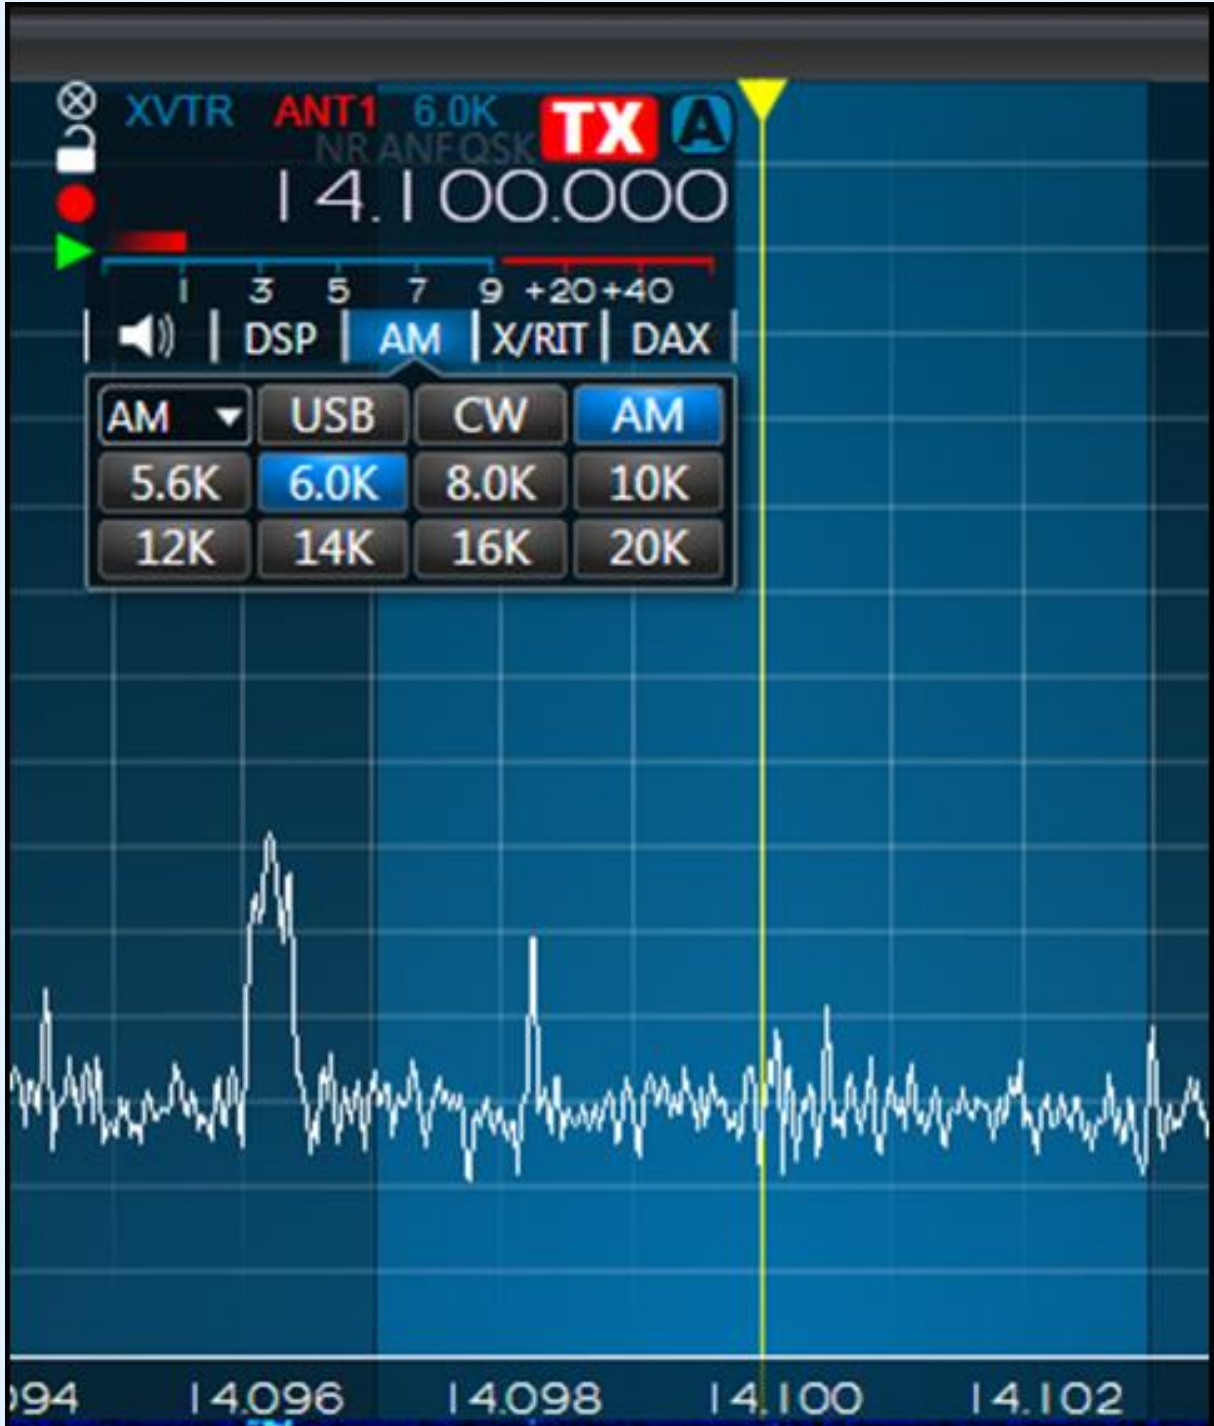 XVTR ANT1 6.0K TX A
NR ANF QSK
14.100.000
1 3 5 7 9 +20 +40
DSP AM X/RIT DAX
AM USB CW AM
5.6K 6.0K 8.0K 10K
12K 14K 16K 20K
094 14.096 14.098 14.100 14.102